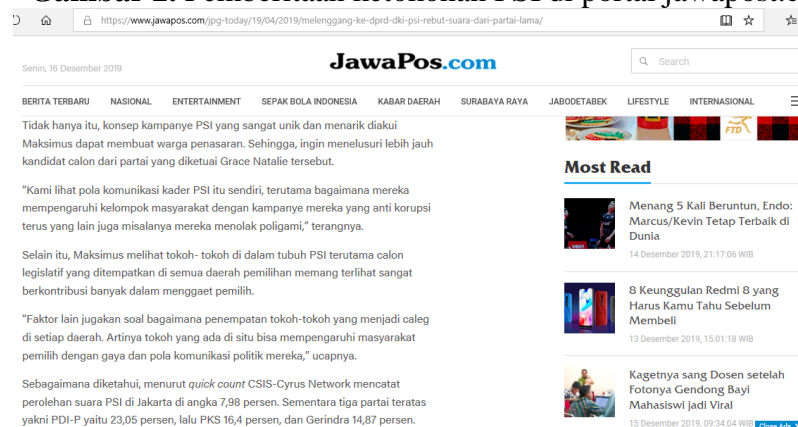 https://www.jawapos.com/jpg-today/19/04/2019/melenggang-ke-dprd-dki-psi-rebut-suara-dari-partai-lama/
Senin, 16 Desember 2019
JawaPos.com
Search
BERITA TERBARU NASIONAL ENTERTAINMENT SEPAK BOLA INDONESIA KABAR DAERAH SURABAYA RAYA JABODETABEK LIFESTYLE INTERNASIONAL
Tidak hanya itu, konsep kampanye PSI yang sangat unik dan menarik diakui
Maksimus dapat membuat warga penasaran. Sehingga, ingin menelusuri lebih jauh
kandidat calon dari partai yang diketuai Grace Natalie tersebut.
“Kami lihat pola komunikasi kader PSI itu sendiri, terutama bagaimana mereka
mempengaruhi kelompok masyarakat dengan kampanye mereka yang anti korupsi
terus yang lain juga misalanya mereka menolak poligami,” terangnya.
Selain itu, Maksimus melihat tokoh- tokoh di dalam tubuh PSI terutama calon
legislatif yang ditempatkan di semua daerah pemilihan memang terlihat sangat
berkontribusi banyak dalam menggaet pemilih.
“Faktor lain jugakan soal bagaimana penempatan tokoh-tokoh yang menjadi caleg
di setiap daerah. Artinya tokoh yang ada di situ bisa mempengaruhi masyarakat
pemilih dengan gaya dan pola komunikasi politik mereka,” ucapnya.
Sebagaimana diketahui, menurut quick count CSIS-Cyrus Network mencatat
perolehan suara PSI di Jakarta di angka 7,98 persen. Sementara tiga partai teratas
yakni PDI-P yaitu 23,05 persen, lalu PKS 16,4 persen, dan Gerindra 14,87 persen.
FTD
Most Read
Menang 5 Kali Beruntun, Endo:
Marcus/Kevin Tetap Terbaik di
Dunia
14 Desember 2019, 21:17:06 WIB
8 Keunggulan Redmi 8 yang
Harus Kamu Tahu Sebelum
Membeli
13 Desember 2019, 15:01:18 WIB
Kagetnya sang Dosen setelah
Fotonya Gendong Bayi
Mahasiswi jadi Viral
15 Desember 2019, 09:34:04 WIB